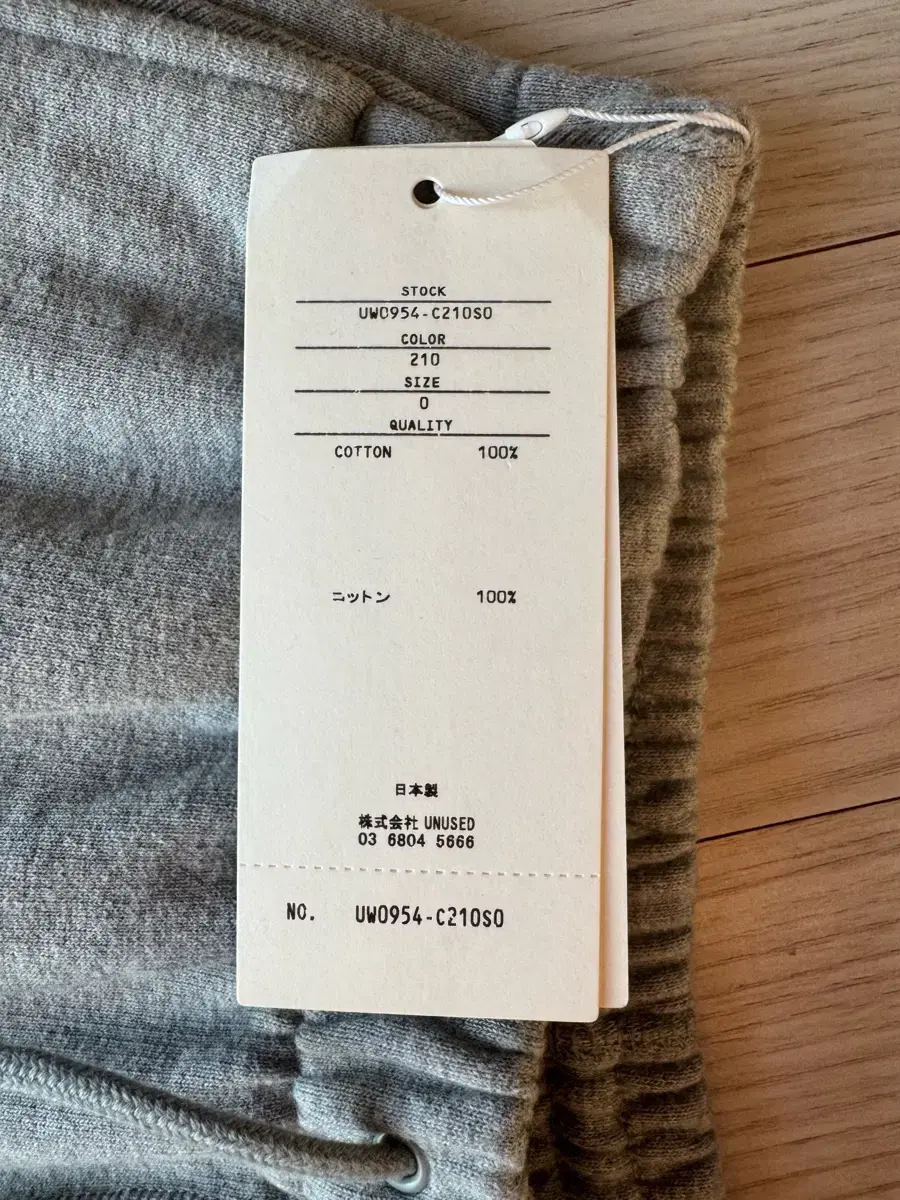 STOCK
UW0954-C210S0
COLOR
210
SIZE
0
QUALITY
COTTON 100%
コットン 100%
日本製
株式会社 UNUSED
03 6804 5666
NO. UW0954-C210S0